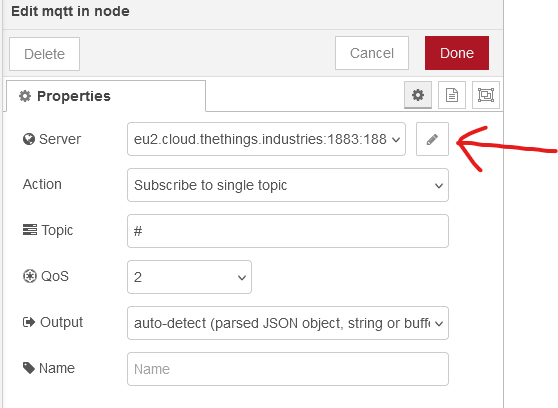 Edit mqtt in node
Delete
Cancel
Done
Properties
Server
eu2.cloud.thethings.industries:1883:188
Action
Subscribe to single topic
Topic
#
QoS
2
Output
auto-detect (parsed JSON object, string or buffe
Name
Name